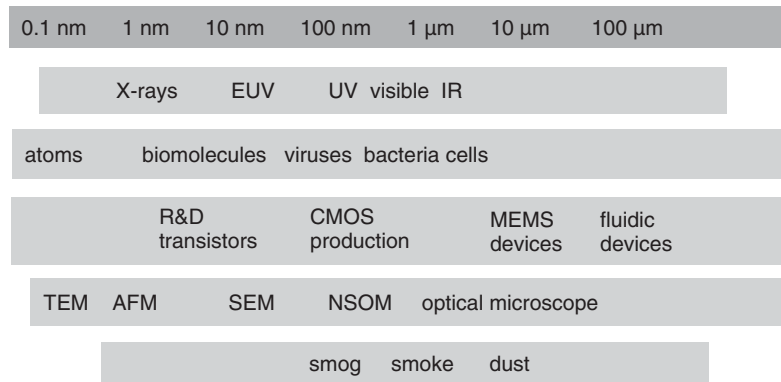 0.1 nm 1 nm 10 nm 100 nm 1 μm 10 μm 100 μm
X-rays EUV UV visible IR
atoms biomolecules viruses bacteria cells
R&D CMOS MEMS fluidic
transistors production devices devices
TEM AFM SEM NSOM optical microscope
smog smoke dust